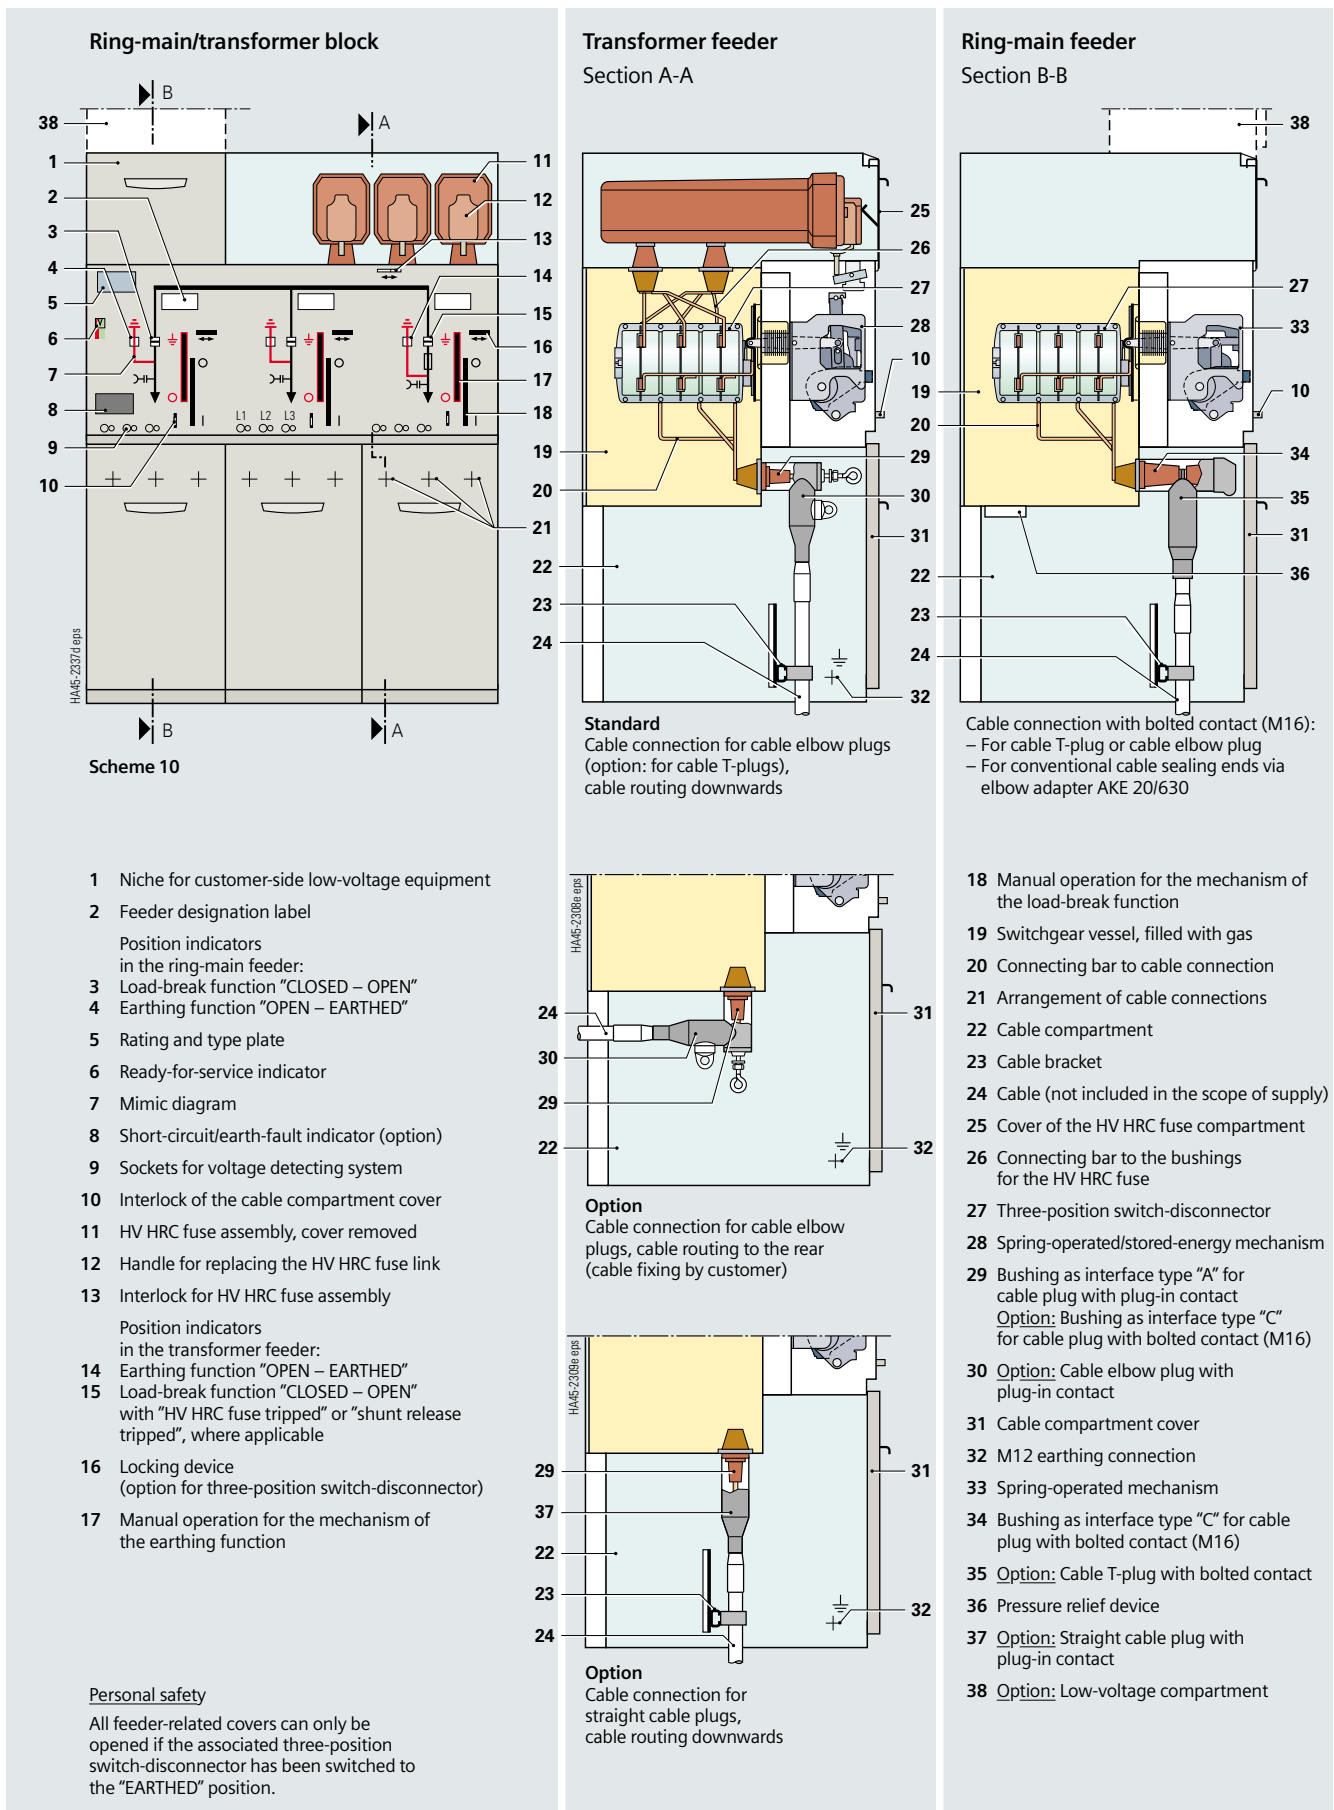 Ring-main/transformer block
B
38
A
1
2
3
4
5
6
7
8
9
10
11
12
13
14
15
16
17
18
21
V
L1 L2 L3
HA45-2337d eps
B
A
Scheme 10
Transformer feeder
Section A-A
25
26
27
28
10
19
20
29
30
31
22
23
24
32
Standard
Cable connection for cable elbow plugs
(option: for cable T-plugs),
cable routing downwards
Ring-main feeder
Section B-B
38
27
33
19
10
20
34
35
31
22
36
23
24
Cable connection with bolted contact (M16):
– For cable T-plug or cable elbow plug
– For conventional cable sealing ends via
elbow adapter AKE 20/630
1 Niche for customer-side low-voltage equipment
2 Feeder designation label
Position indicators
in the ring-main feeder:
3 Load-break function "CLOSED – OPEN"
4 Earthing function "OPEN – EARTHED"
5 Rating and type plate
6 Ready-for-service indicator
7 Mimic diagram
8 Short-circuit/earth-fault indicator (option)
9 Sockets for voltage detecting system
10 Interlock of the cable compartment cover
11 HV HRC fuse assembly, cover removed
12 Handle for replacing the HV HRC fuse link
13 Interlock for HV HRC fuse assembly
Position indicators
in the transformer feeder:
14 Earthing function "OPEN – EARTHED"
15 Load-break function "CLOSED – OPEN"
with "HV HRC fuse tripped" or "shunt release
tripped", where applicable
16 Locking device
(option for three-position switch-disconnector)
17 Manual operation for the mechanism of
the earthing function
Personal safety
All feeder-related covers can only be
opened if the associated three-position
switch-disconnector has been switched to
the "EARTHED" position.
HA45-2308e eps
24
30
29
22
31
32
Option
Cable connection for cable elbow
plugs, cable routing to the rear
(cable fixing by customer)
HA45-2309e eps
29
37
22
23
24
31
32
Option
Cable connection for
straight cable plugs,
cable routing downwards
18 Manual operation for the mechanism of
the load-break function
19 Switchgear vessel, filled with gas
20 Connecting bar to cable connection
21 Arrangement of cable connections
22 Cable compartment
23 Cable bracket
24 Cable (not included in the scope of supply)
25 Cover of the HV HRC fuse compartment
26 Connecting bar to the bushings
for the HV HRC fuse
27 Three-position switch-disconnector
28 Spring-operated/stored-energy mechanism
29 Bushing as interface type "A" for
cable plug with plug-in contact
Option: Bushing as interface type "C"
for cable plug with bolted contact (M16)
30 Option: Cable elbow plug with
plug-in contact
31 Cable compartment cover
32 M12 earthing connection
33 Spring-operated mechanism
34 Bushing as interface type "C" for cable
plug with bolted contact (M16)
35 Option: Cable T-plug with bolted contact
36 Pressure relief device
37 Option: Straight cable plug with
plug-in contact
38 Option: Low-voltage compartment